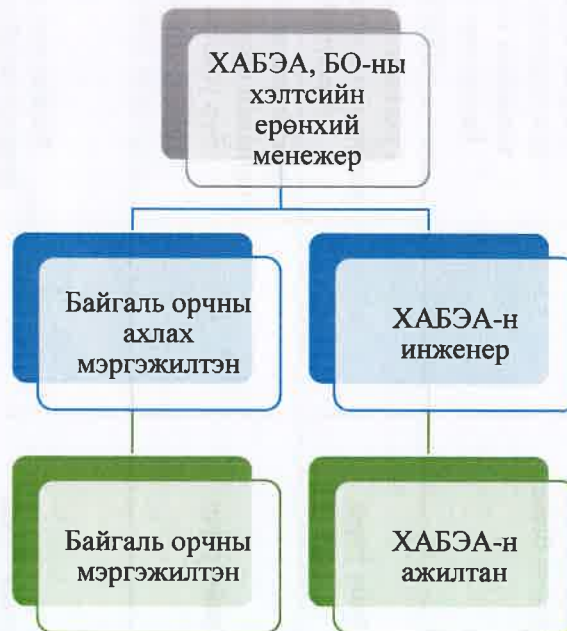 ХАБЭА, БО-ны
хэлтсийн
ерөнхий
менежер
Байгаль орчны
ахлах
мэргэжилтэн
ХАБЭА-н
инженер
Байгаль орчны
мэргэжилтэн
ХАБЭА-н
ажилтан